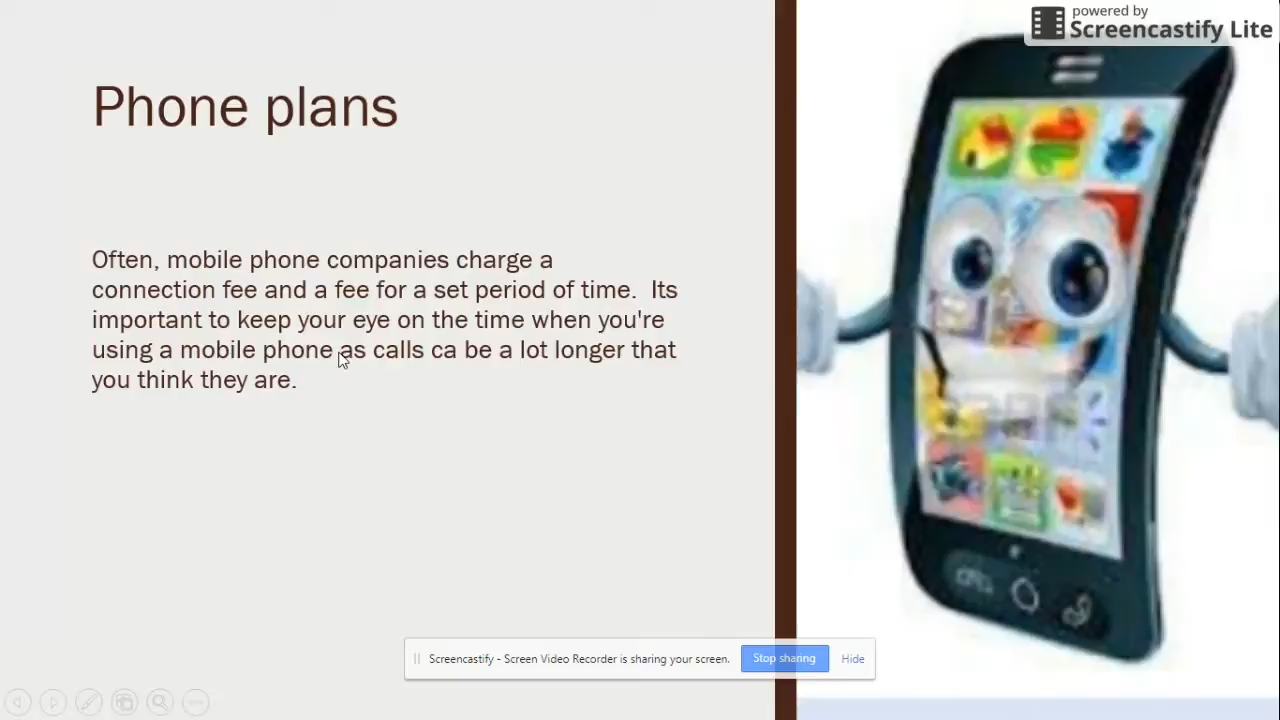 powered by
Screencastify Lite
Phone plans
Often, mobile phone companies charge a
connection fee and a fee for a set period of time.  Its
important to keep your eye on the time when you're
using a mobile phone as calls ca be a lot longer that
you think they are.
Screencastify - Screen Video Recorder is sharing your screen.
Stop sharing
Hide